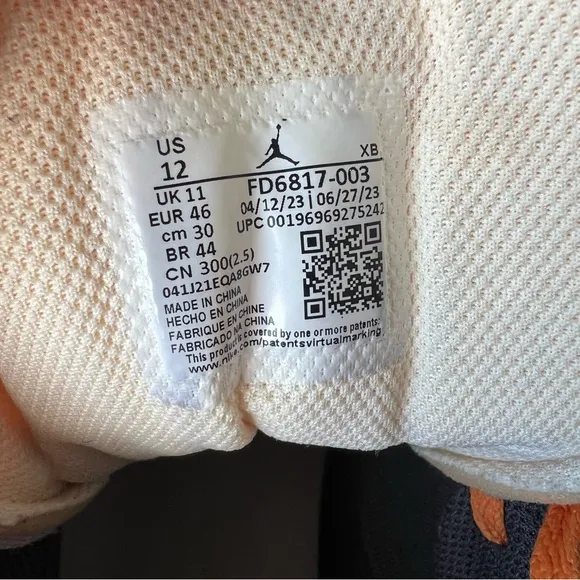 US
12
XB
UK 11
FD6817-003
EUR 46
04/12/23 | 06/27/23
cm 30
UPC 00196969275242
BR 44
CN 300(2.5)
041J21EQA8GW7
MADE IN CHINA
HECHO EN CHINA
FABRIQUE EN CHINE
FABRICADO NA CHINA
This product is covered by one or more patents:
www.nike.com/patentsvirtualmarking